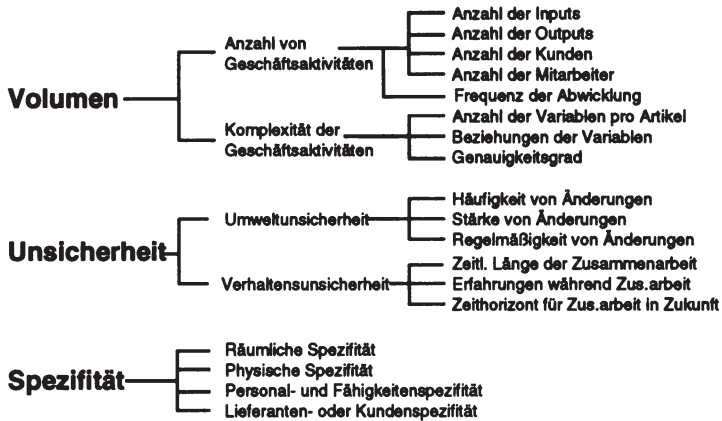 Volumen
Anzahl von
Geschäftsaktivitäten
Anzahl der Inputs
Anzahl der Outputs
Anzahl der Kunden
Anzahl der Mitarbeiter
Frequenz der Abwicklung
Komplexität der
Geschäftsaktivitäten
Anzahl der Variablen pro Artikel
Beziehungen der Variablen
Genauigkeitsgrad
Unsicherheit
Umweltunsicherheit
Häufigkeit von Änderungen
Stärke von Änderungen
Regelmäßigkeit von Änderungen
Verhaltensunsicherheit
Zeitl. Länge der Zusammenarbeit
Erfahrungen während Zus.arbeit
Zeithorizont für Zus.arbeit in Zukunft
Spezifität
Räumliche Spezifität
Physische Spezifität
Personal- und Fähigkeitenspezifität
Lieferanten- oder Kundenspezifität